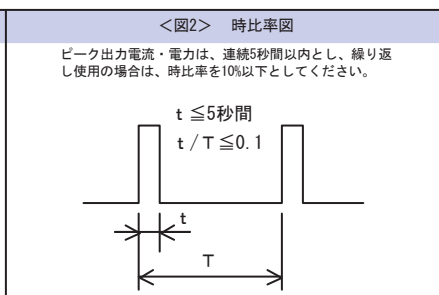 <図2> 時比率図
ピーク出力電流・電力は、連続5秒間以内とし、繰り返
し使用の場合は、時比率を10%以下としてください。
t ≦5秒間
t /T≦0.1
t
T